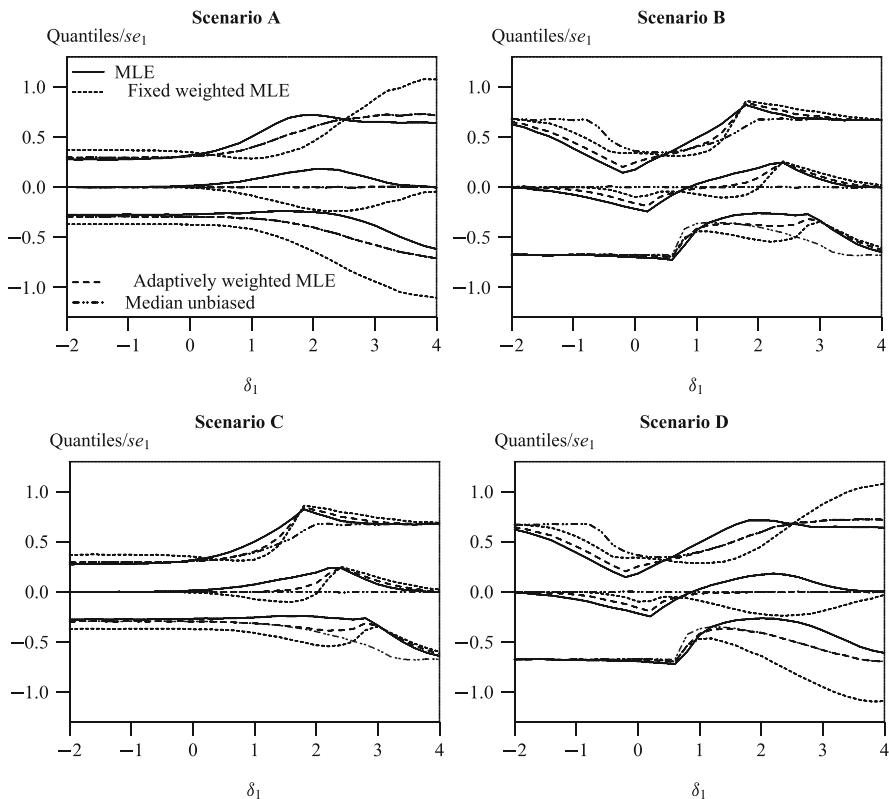 Scenario A
Quantiles/se1
1.0
0.5
0.0
−0.5
−1.0
MLE
Fixed weighted MLE
Adaptively weighted MLE
Median unbiased
−2 −1 0 1 2 3 4
δ1
Scenario B
Quantiles/se1
1.0
0.5
0.0
−0.5
−1.0
−2 −1 0 1 2 3 4
δ1
Scenario C
Quantiles/se1
1.0
0.5
0.0
−0.5
−1.0
−2 −1 0 1 2 3 4
δ1
Scenario D
Quantiles/se1
1.0
0.5
0.0
−0.5
−1.0
−2 −1 0 1 2 3 4
δ1